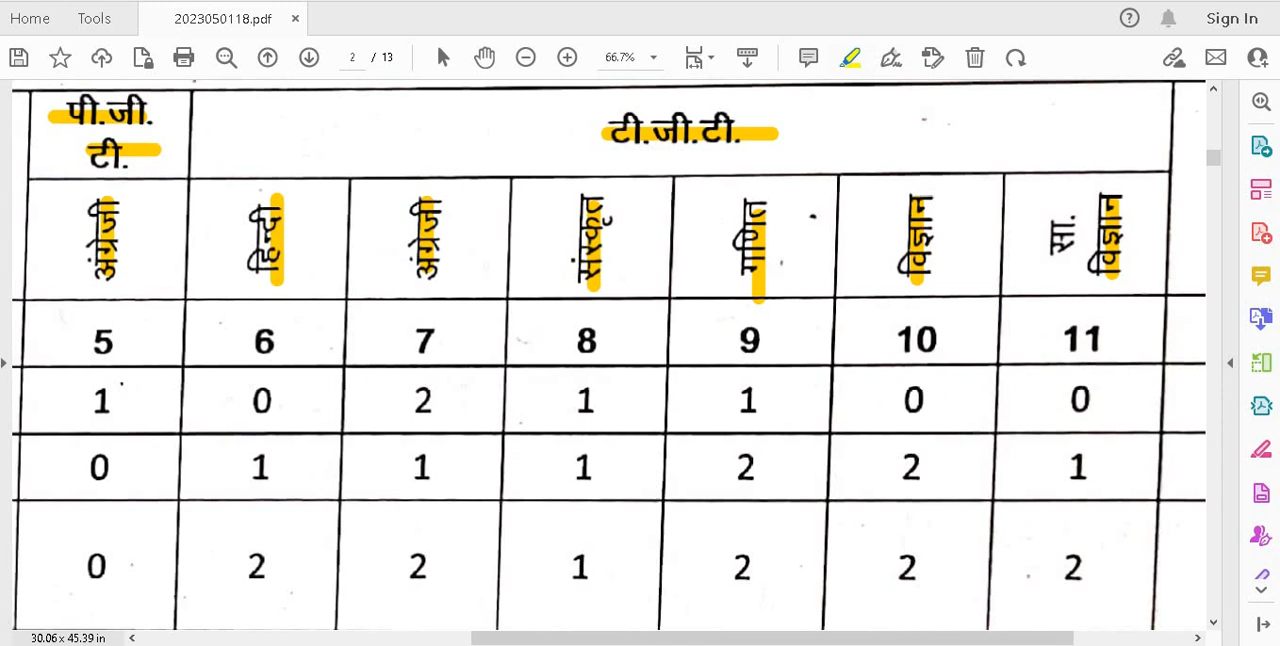 Home Tools 2023050118.pdf × Sign In
2 / 13 66.7%
पी.जी.
टी.
टी.जी.टी.
अंग्रेजी हिन्दी अंग्रेजी संस्कृत गणित विज्ञान सा. विज्ञान
5 6 7 8 9 10 11
1 0 2 1 1 0 0
0 1 1 1 2 2 1
0 2 2 1 2 2 2
30.06 x 45.39 in